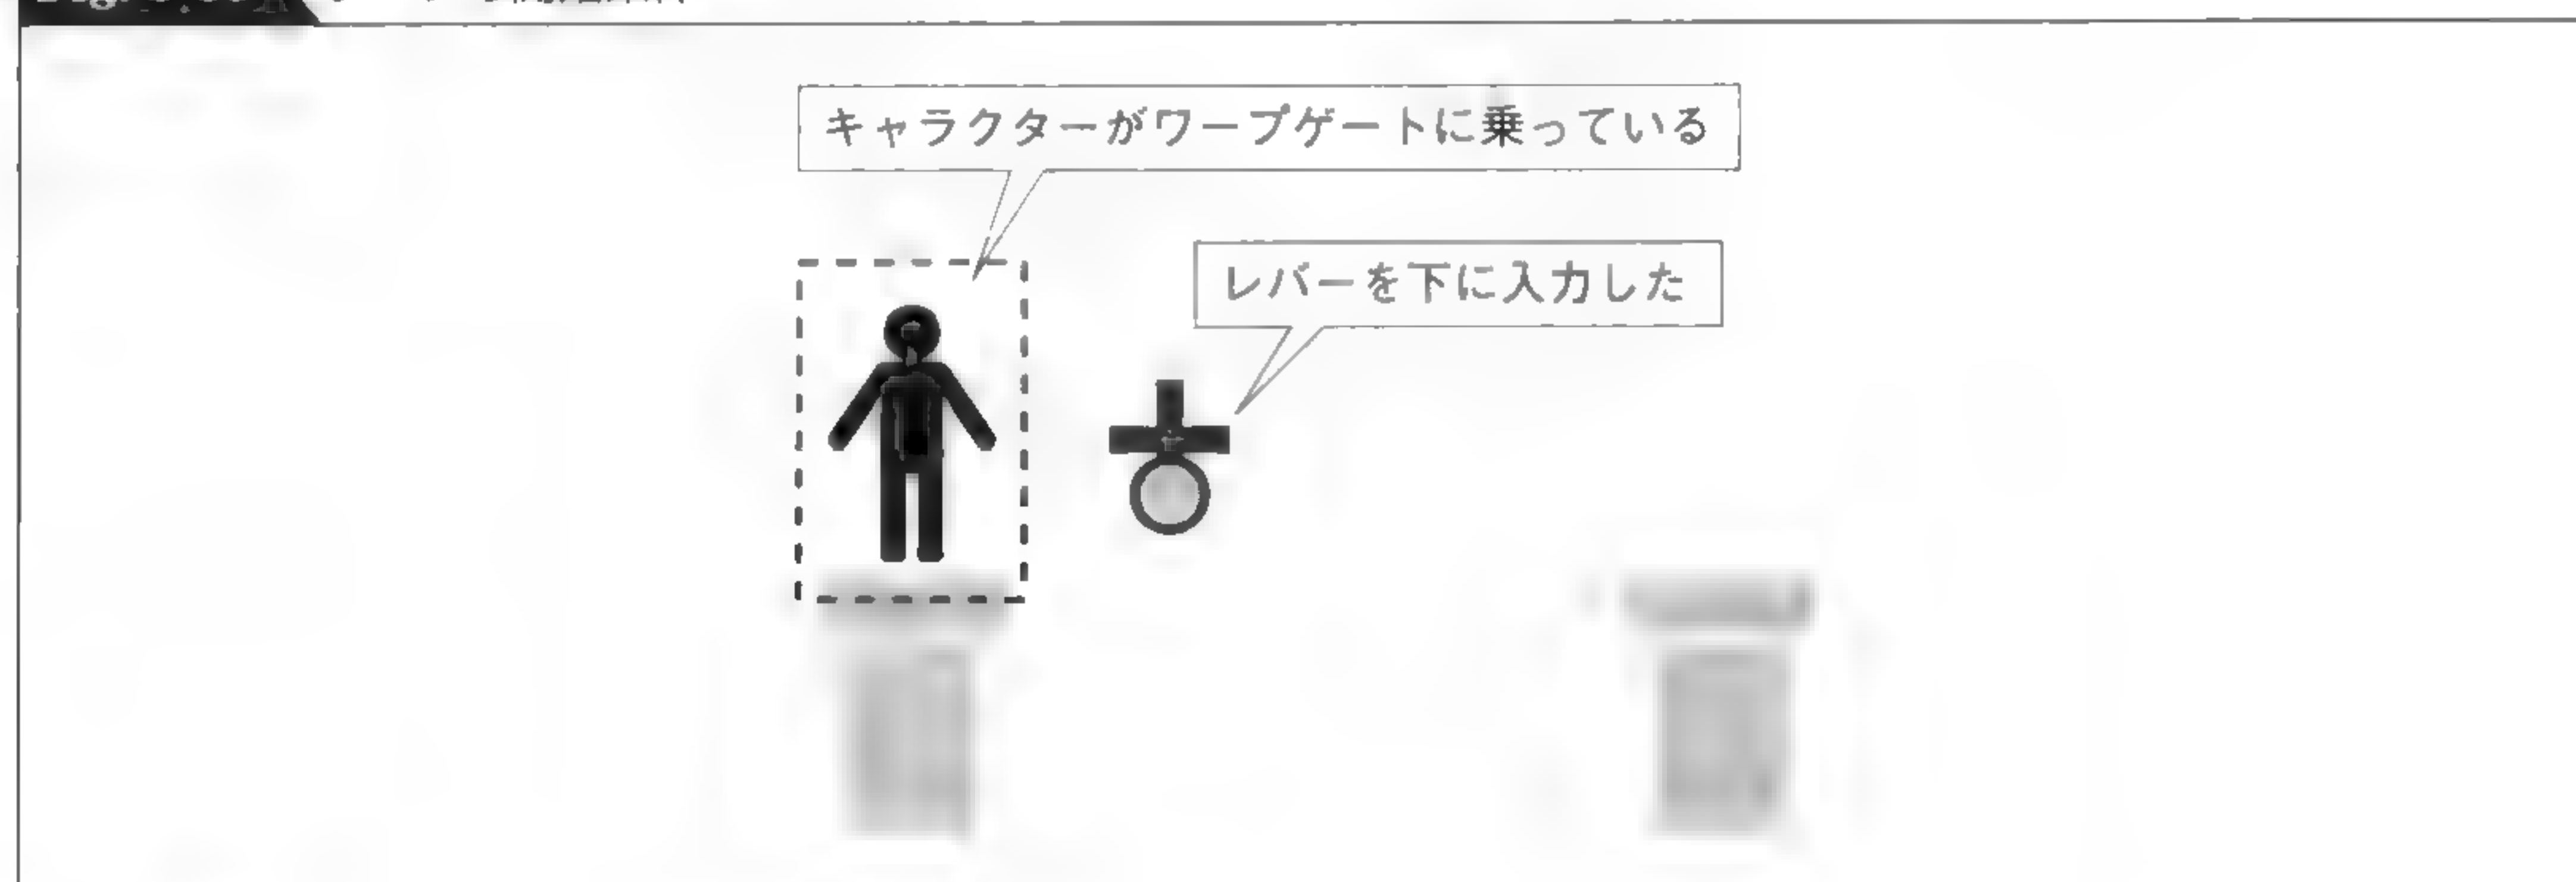 キャラクターがワープゲートに乗っている
レバーを下に入力した